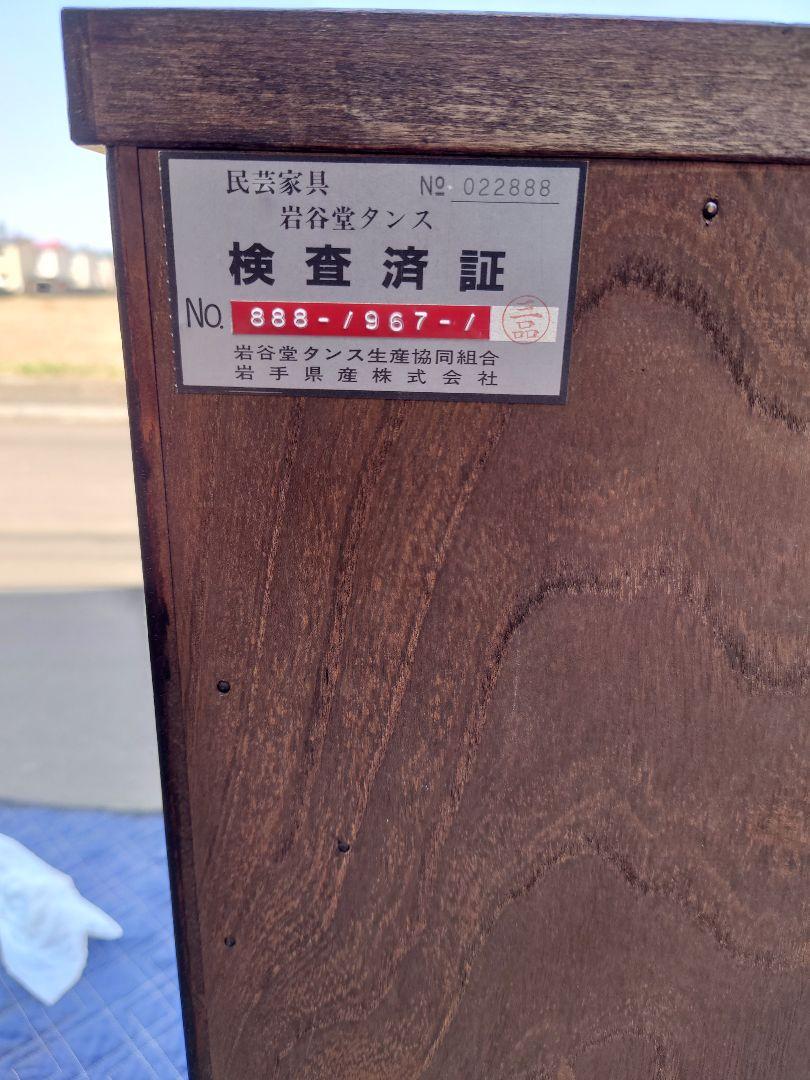 民芸家具 № 022888
岩谷堂タンス
検査済証
No. 888-1967-1
岩谷堂タンス生産協同組合
岩手県産株式会社